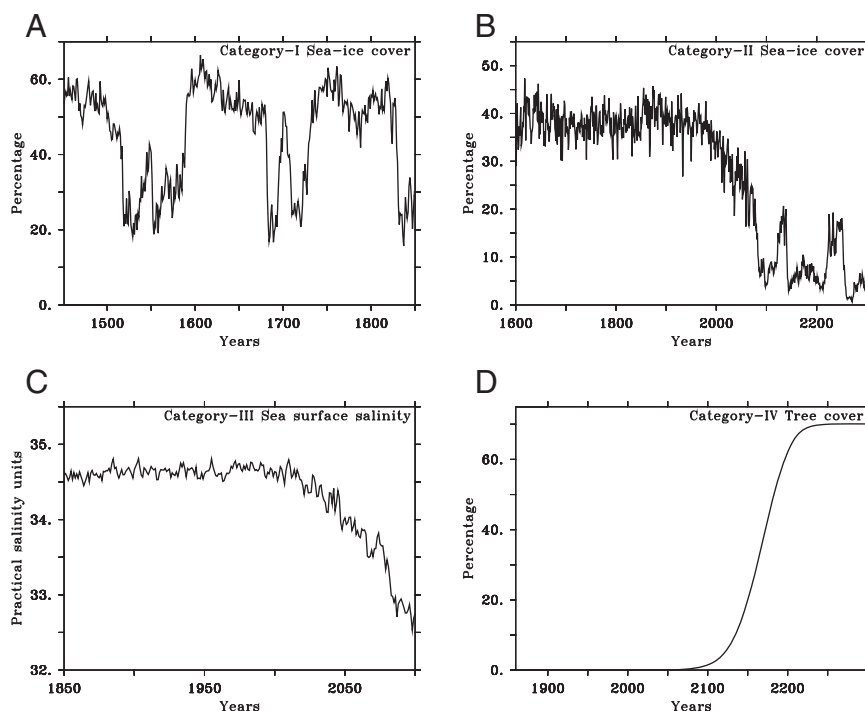 A
Category-I Sea-ice cover
Percentage
60.
40.
20.
0.
1500 1600 1700 1800
Years
B
Category-II Sea-ice cover
Percentage
50.
40.
30.
20.
10.
0.
1600 1800 2000 2200
Years
C
Category-III Sea surface salinity
Practical salinity units
35.
34.
33.
32.
1850 1950 2050
Years
D
Category-IV Tree cover
Percentage
60.
40.
20.
0.
1900 2000 2100 2200
Years